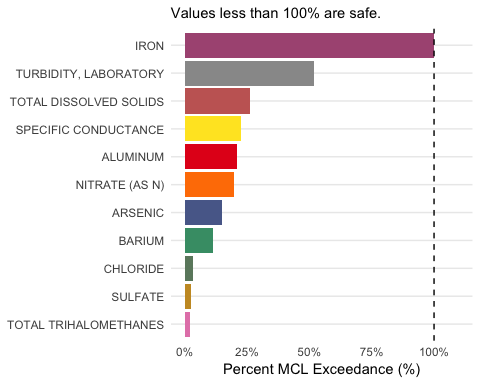 Values less than 100% are safe.
IRON
TURBIDITY, LABORATORY
TOTAL DISSOLVED SOLIDS
SPECIFIC CONDUCTANCE
ALUMINUM
NITRATE (AS N)
ARSENIC
BARIUM
CHLORIDE
SULFATE
TOTAL TRIHALOMETHANES
0% 25% 50% 75% 100%
Percent MCL Exceedance (%)